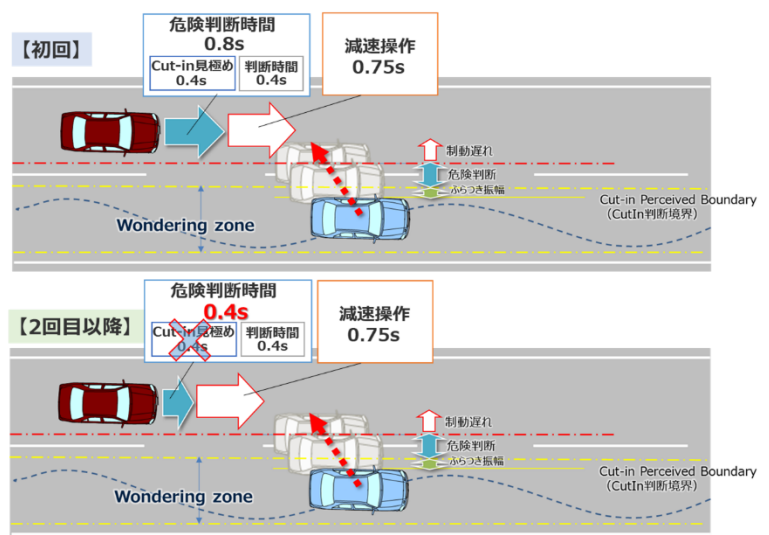 【初回】
危険判断時間
0.8s
Cut-in見極め
0.4s
判断時間
0.4s
減速操作
0.75s
制動遅れ
危険判断
ふらつき振幅
Cut-in Perceived Boundary
（CutIn判断境界）
Wondering zone
【2回目以降】
危険判断時間
0.4s
Cut-in見極め
0.4s
判断時間
0.4s
減速操作
0.75s
制動遅れ
危険判断
ふらつき振幅
Cut-in Perceived Boundary
（CutIn判断境界）
Wondering zone